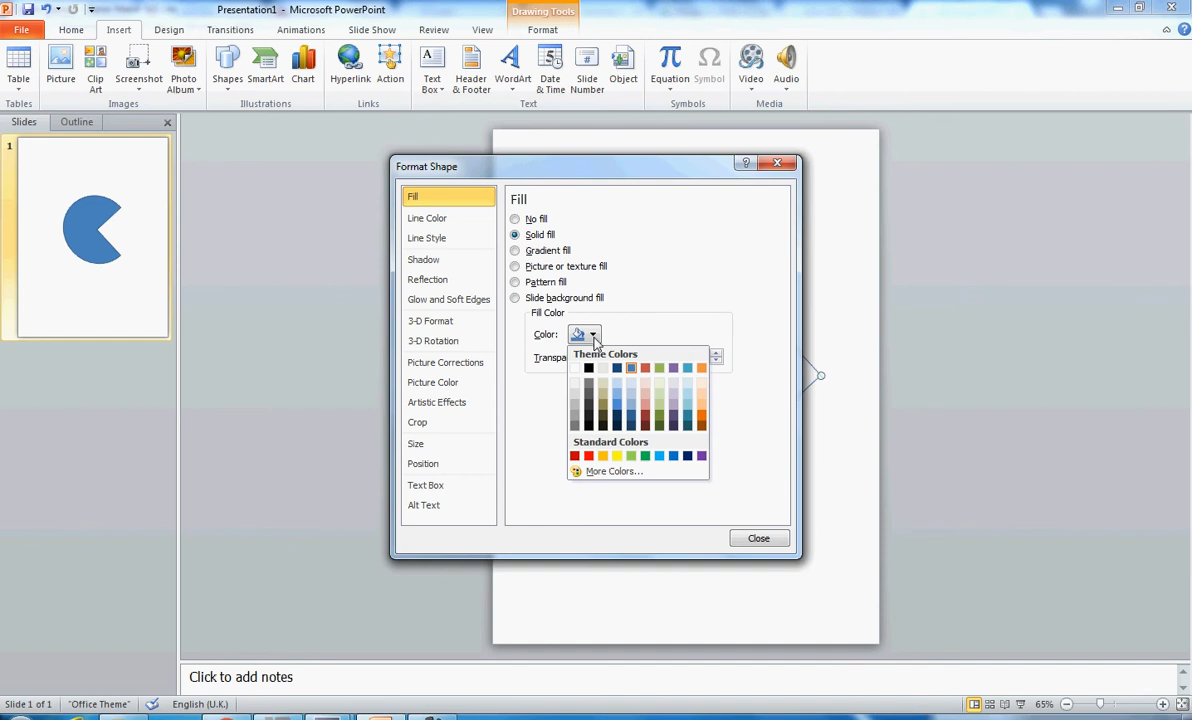 Presentation1 - Microsoft PowerPoint
Drawing Tools
File Home Insert Design Transitions Animations Slide Show Review View Format
Table Picture Clip Art Screenshot Photo Album Shapes SmartArt Chart Hyperlink Action Text Box Header & Footer WordArt Date & Time Slide Number Object Equation Symbol Video Audio
Tables Images Illustrations Links Text Symbols Media
Slides Outline
1
Format Shape
Fill
Line Color
Line Style
Shadow
Reflection
Glow and Soft Edges
3-D Format
3-D Rotation
Picture Corrections
Picture Color
Artistic Effects
Crop
Size
Position
Text Box
Alt Text
Fill
No fill
Solid fill
Gradient fill
Picture or texture fill
Pattern fill
Slide background fill
Fill Color
Color:
Transpa
Theme Colors
Standard Colors
More Colors...
Close
Click to add notes
Slide 1 of 1 "Office Theme" English (U.K.) 65%